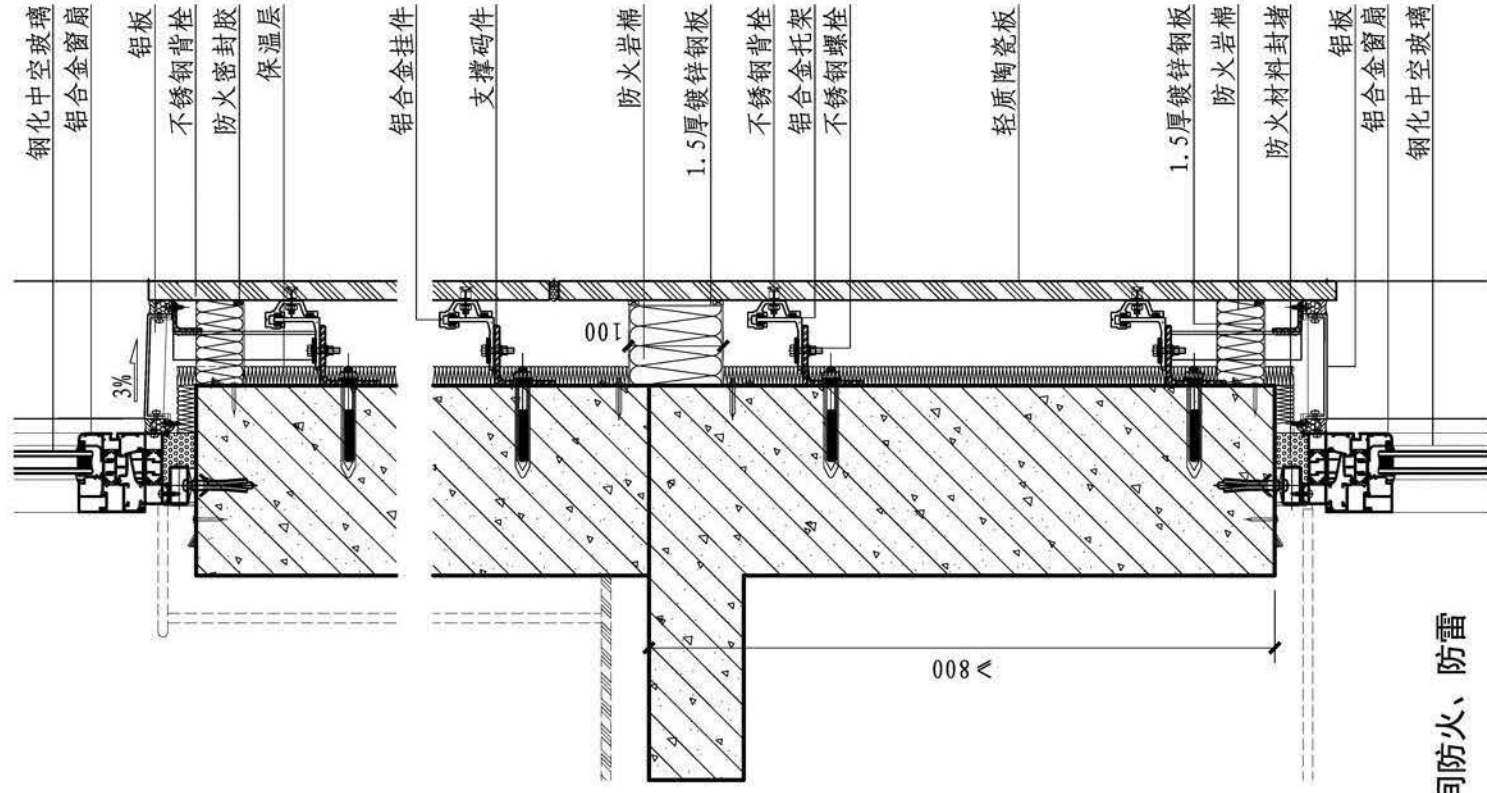 钢化中空玻璃
铝合金窗扇
铝板
不锈钢背栓
防火密封胶
保温层
铝合金挂件
支撑码件
防火岩棉
1.5厚镀锌钢板
不锈钢背栓
铝合金托架
不锈钢螺栓
轻质陶瓷板
1.5厚镀锌钢板
防火岩棉
防火材料封堵
铝板
铝合金窗扇
钢化中空玻璃
3%
100
≥800
间防火、防雷